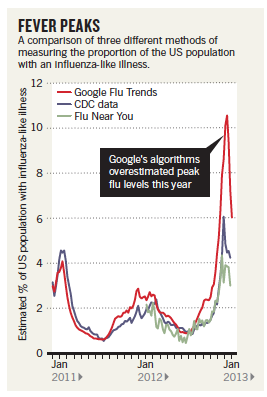 FEVER PEAKS
A comparison of three different methods of
measuring the proportion of the US population
with an influenza-like illness.
Estimated % of US population with influenza-like illness
12
10
8
6
4
2
0
Google Flu Trends
CDC data
Flu Near You
Google's algorithms
overestimated peak
flu levels this year
Jan Jan Jan
2011 2012 2013